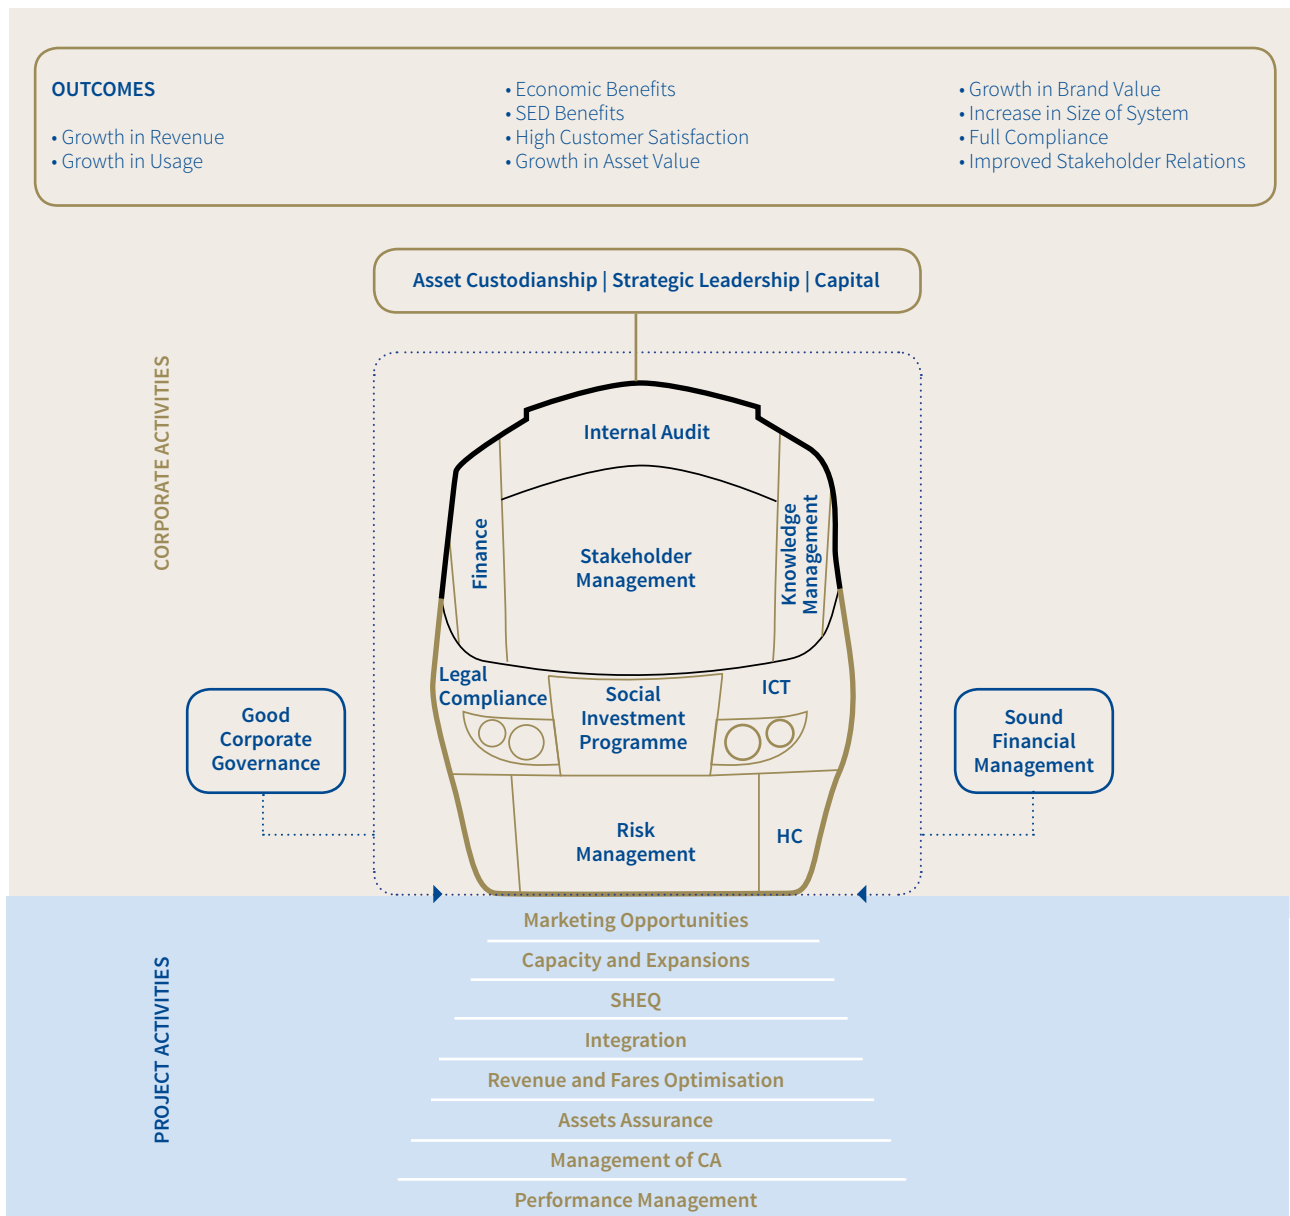 OUTCOMES
• Growth in Revenue
• Growth in Usage
• Economic Benefits
• SED Benefits
• High Customer Satisfaction
• Growth in Asset Value
• Growth in Brand Value
• Increase in Size of System
• Full Compliance
• Improved Stakeholder Relations
Asset Custodianship | Strategic Leadership | Capital
CORPORATE ACTIVITIES
Internal Audit
Finance
Stakeholder
Management
Knowledge
Management
Legal
Compliance
Social
Investment
Programme
ICT
Good
Corporate
Governance
Sound
Financial
Management
Risk
Management
HC
PROJECT ACTIVITIES
Marketing Opportunities
Capacity and Expansions
SHEQ
Integration
Revenue and Fares Optimisation
Assets Assurance
Management of CA
Performance Management